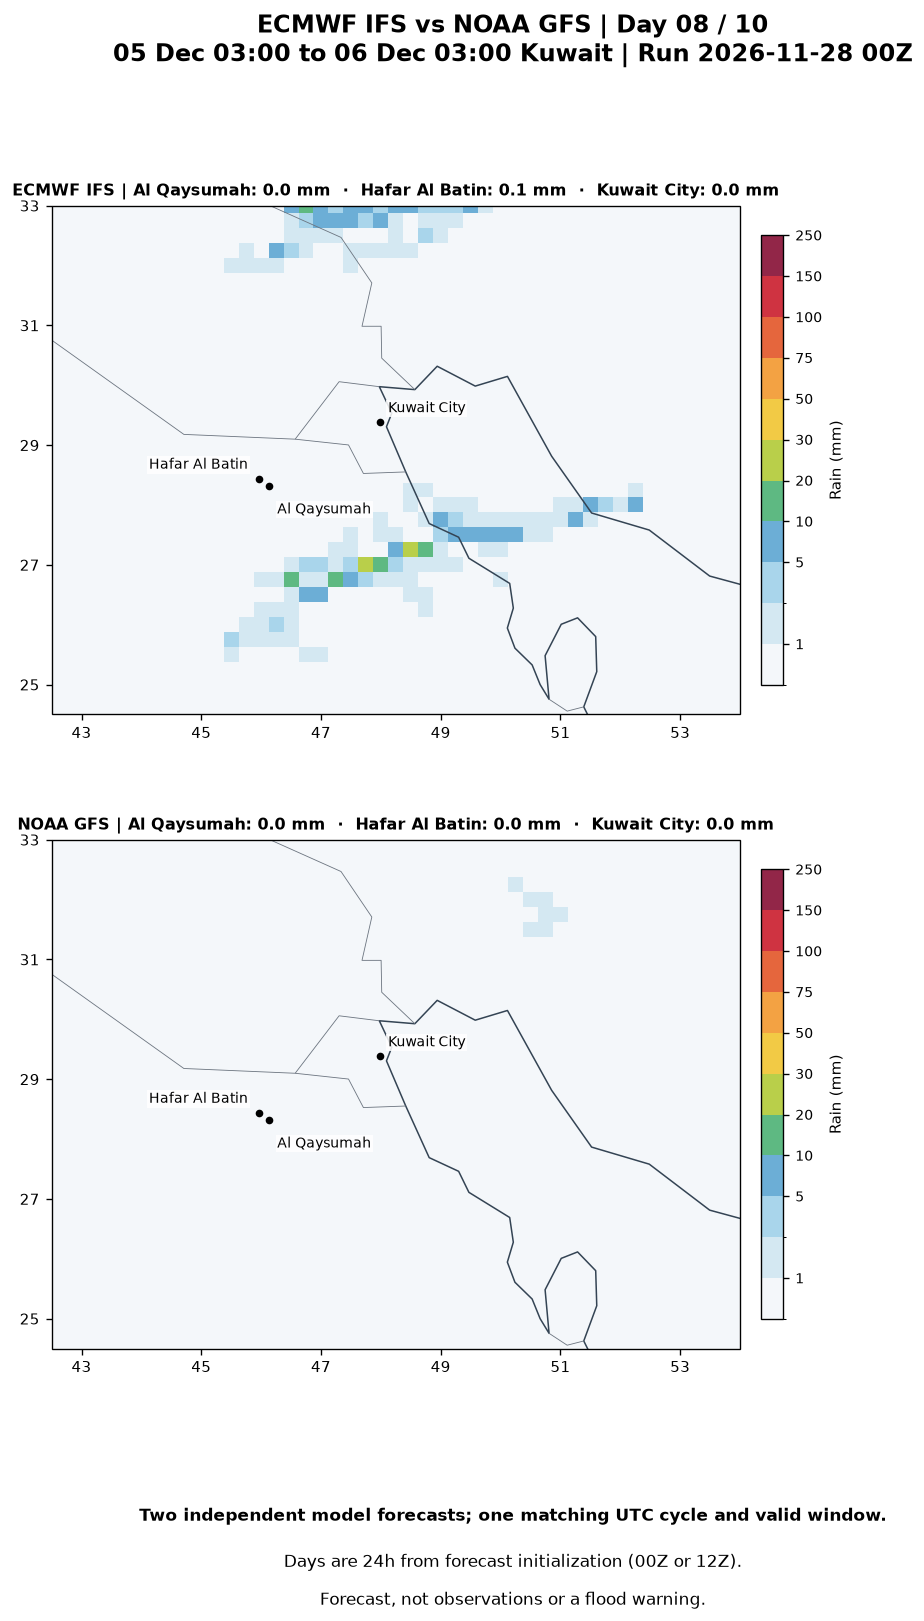 ECMWF IFS vs NOAA GFS | Day 08 / 10
05 Dec 03:00 to 06 Dec 03:00 Kuwait | Run 2026-11-28 00Z
ECMWF IFS | Al Qaysumah: 0.0 mm · Hafar Al Batin: 0.1 mm · Kuwait City: 0.0 mm
33
31
29
27
25
Kuwait City
Hafar Al Batin
Al Qaysumah
43 45 47 49 51 53
250
150
100
75
50
30
20
10
5
1
Rain (mm)
NOAA GFS | Al Qaysumah: 0.0 mm · Hafar Al Batin: 0.0 mm · Kuwait City: 0.0 mm
33
31
29
27
25
Kuwait City
Hafar Al Batin
Al Qaysumah
43 45 47 49 51 53
250
150
100
75
50
30
20
10
5
1
Rain (mm)
Two independent model forecasts; one matching UTC cycle and valid window.
Days are 24h from forecast initialization (00Z or 12Z).
Forecast, not observations or a flood warning.